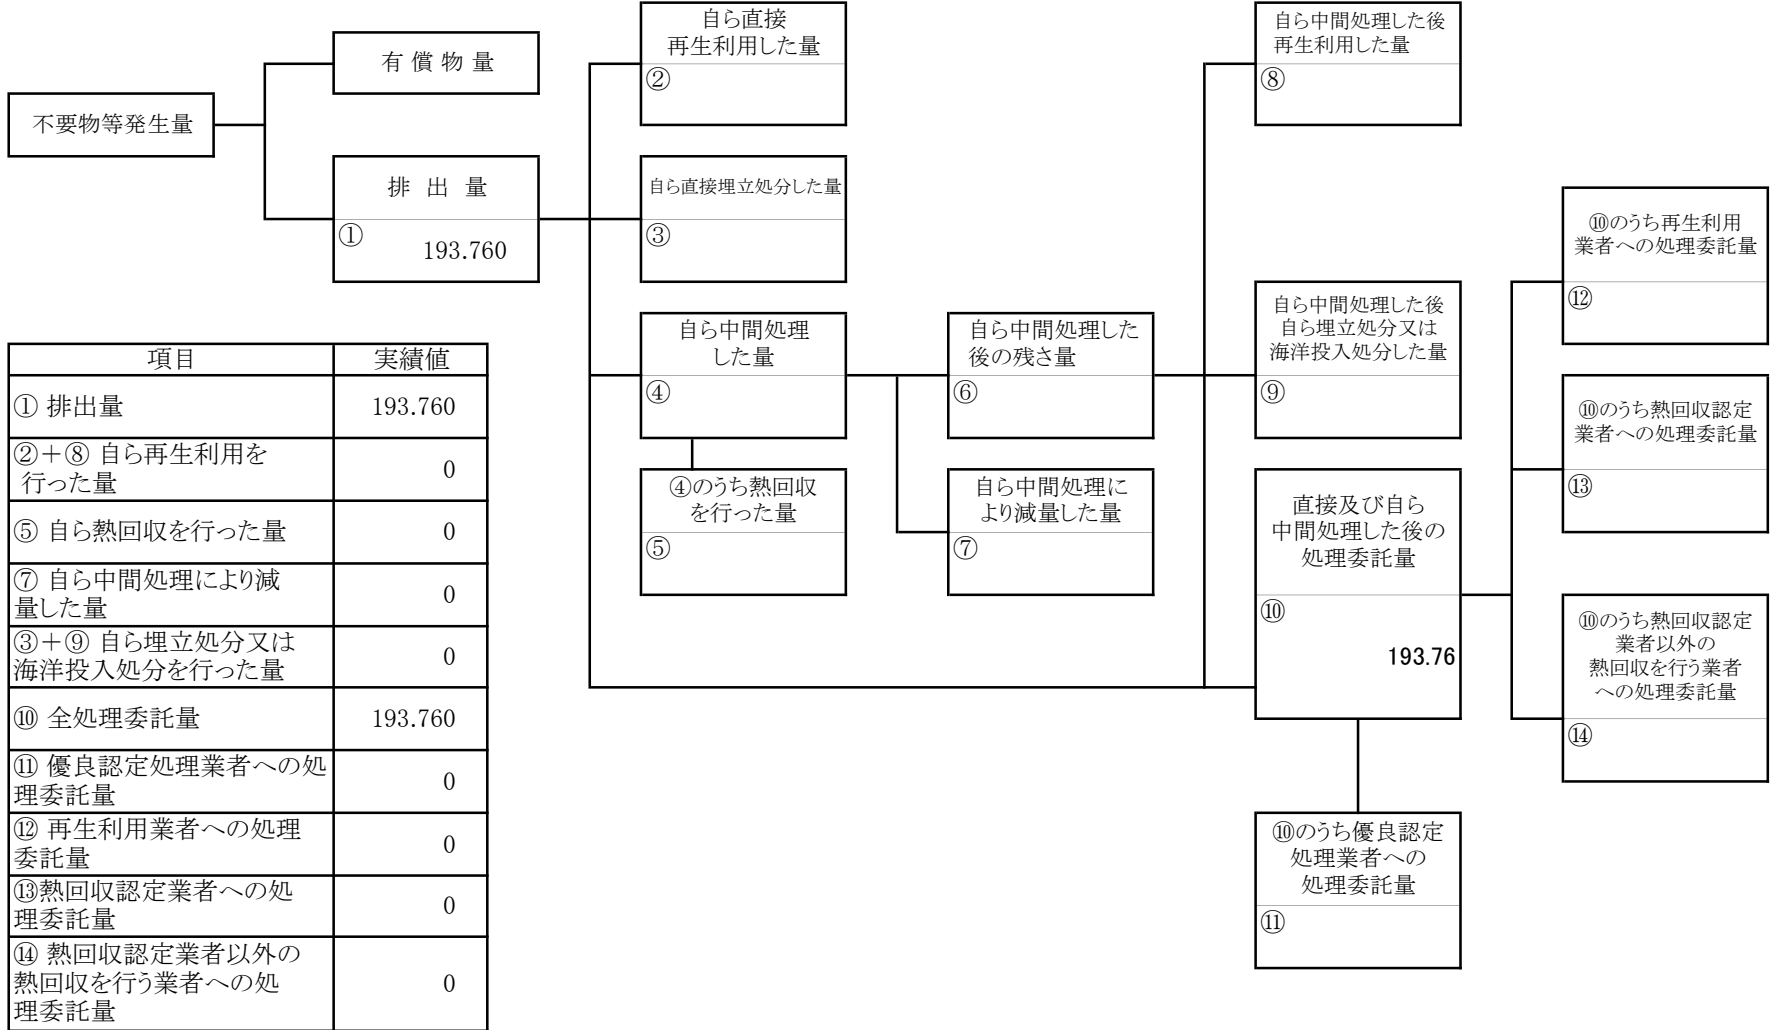 不要物等発生量
有 償 物 量
排 出 量
①
193.760
自ら直接
再生利用した量
②
自ら直接埋立処分した量
③
自ら中間処理
した量
④
④のうち熱回収
を行った量
⑤
自ら中間処理した
後の残さ量
⑥
自ら中間処理に
より減量した量
⑦
自ら中間処理した後
再生利用した量
⑧
自ら中間処理した後
自ら埋立処分又は
海洋投入処分した量
⑨
直接及び自ら
中間処理した後の
処理委託量
⑩
193.76
⑩のうち優良認定
処理業者への
処理委託量
⑪
⑩のうち再生利用
業者への処理委託量
⑫
⑩のうち熱回収認定
業者への処理委託量
⑬
⑩のうち熱回収認定
業者以外の
熱回収を行う業者
への処理委託量
⑭
項目 実績値
① 排出量 193.760
②+⑧ 自ら再生利用を
行った量 0
⑤ 自ら熱回収を行った量 0
⑦ 自ら中間処理により減
量した量 0
③+⑨ 自ら埋立処分又は
海洋投入処分を行った量 0
⑩ 全処理委託量 193.760
⑪ 優良認定処理業者への処
理委託量 0
⑫ 再生利用業者への処理
委託量 0
⑬熱回収認定業者への処
理委託量 0
⑭ 熱回収認定業者以外の
熱回収を行う業者への処
理委託量 0